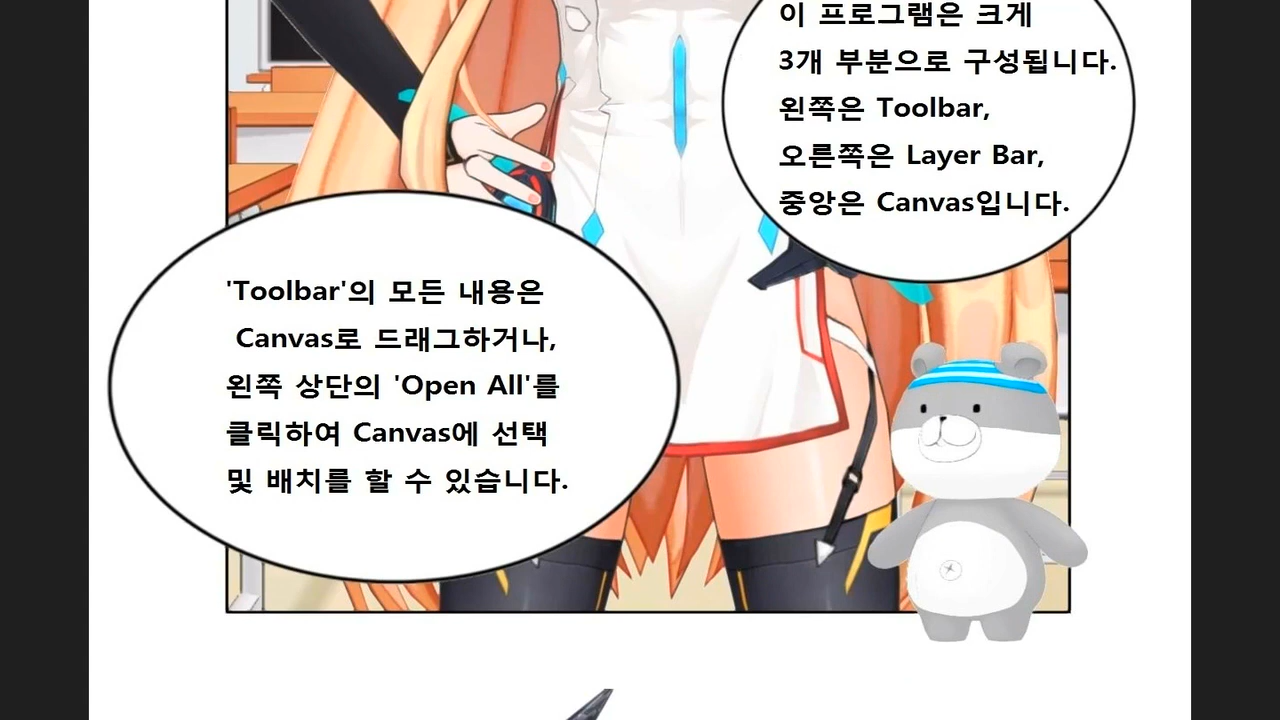 이 프로그램은 크게
3개 부분으로 구성됩니다.
왼쪽은 Toolbar,
오른쪽은 Layer Bar,
중앙은 Canvas입니다.
'Toolbar'의 모든 내용은
Canvas로 드래그하거나,
왼쪽 상단의 'Open All'를
클릭하여 Canvas에 선택
및 배치를 할 수 있습니다.